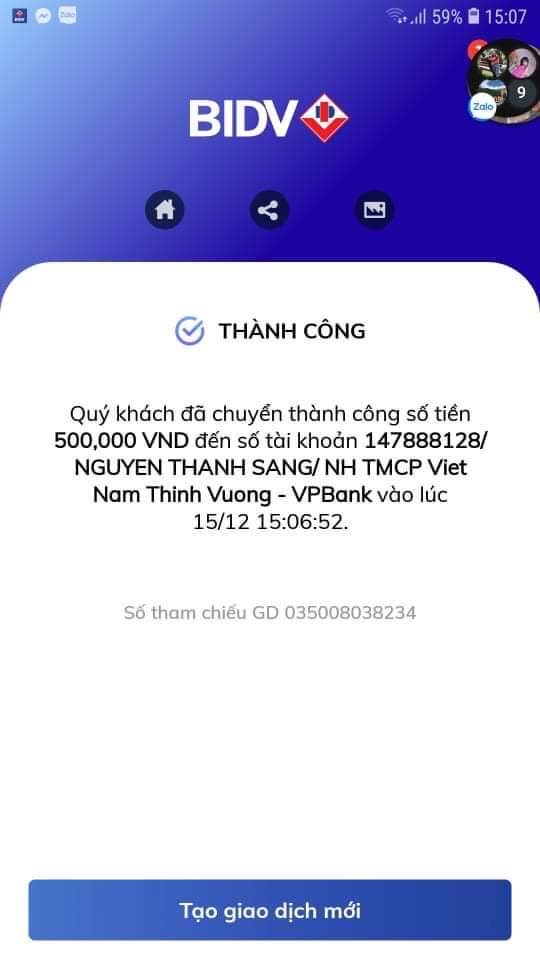 59% 15:07
9
Zalo
BIDV
THÀNH CÔNG
Quý khách đã chuyển thành công số tiền
500,000 VND đến số tài khoản 147888128/
NGUYEN THANH SANG/ NH TMCP Viet
Nam Thinh Vuong - VPBank vào lúc
15/12 15:06:52.
Số tham chiếu GD 035008038234
Tạo giao dịch mới